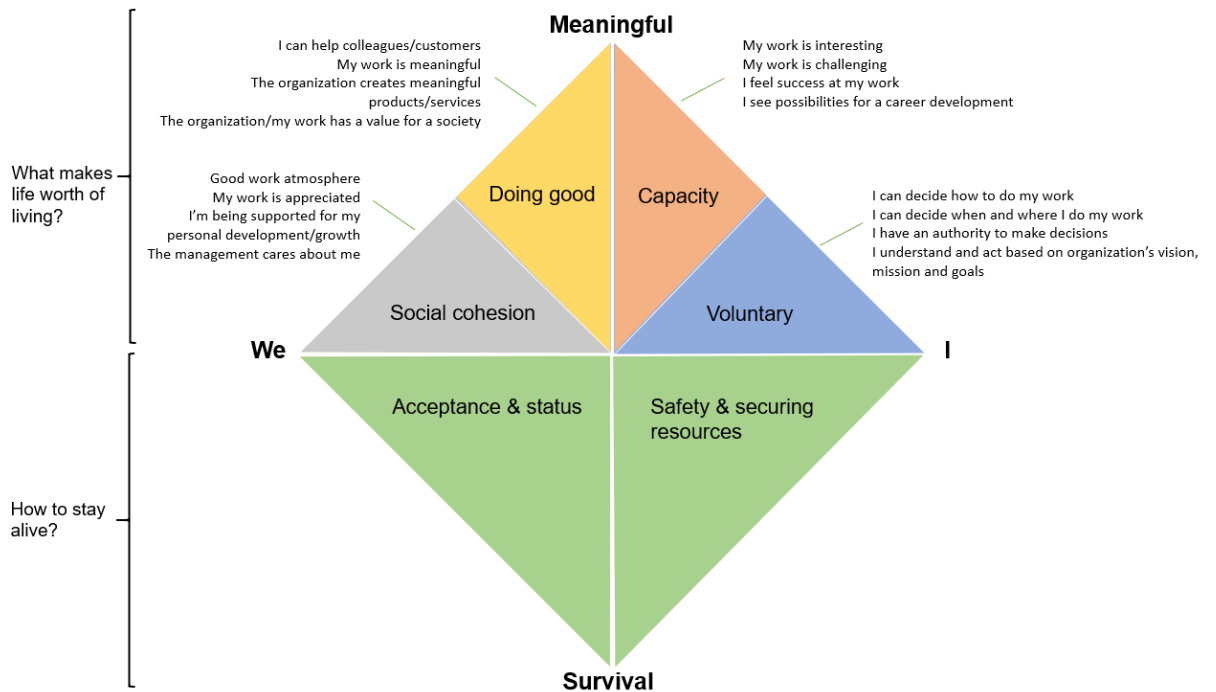 Meaningful
I can help colleagues/customers
My work is meaningful
The organization creates meaningful
products/services
The organization/my work has a value for a society
My work is interesting
My work is challenging
I feel success at my work
I see possibilities for a career development
What makes
life worth of
living?
Good work atmosphere
My work is appreciated
I'm being supported for my
personal development/growth
The management cares about me
Doing good
Capacity
I can decide how to do my work
I can decide when and where I do my work
I have an authority to make decisions
I understand and act based on organization's vision,
mission and goals
Social cohesion
Voluntary
We
I
Acceptance & status
Safety & securing
resources
How to stay
alive?
Survival